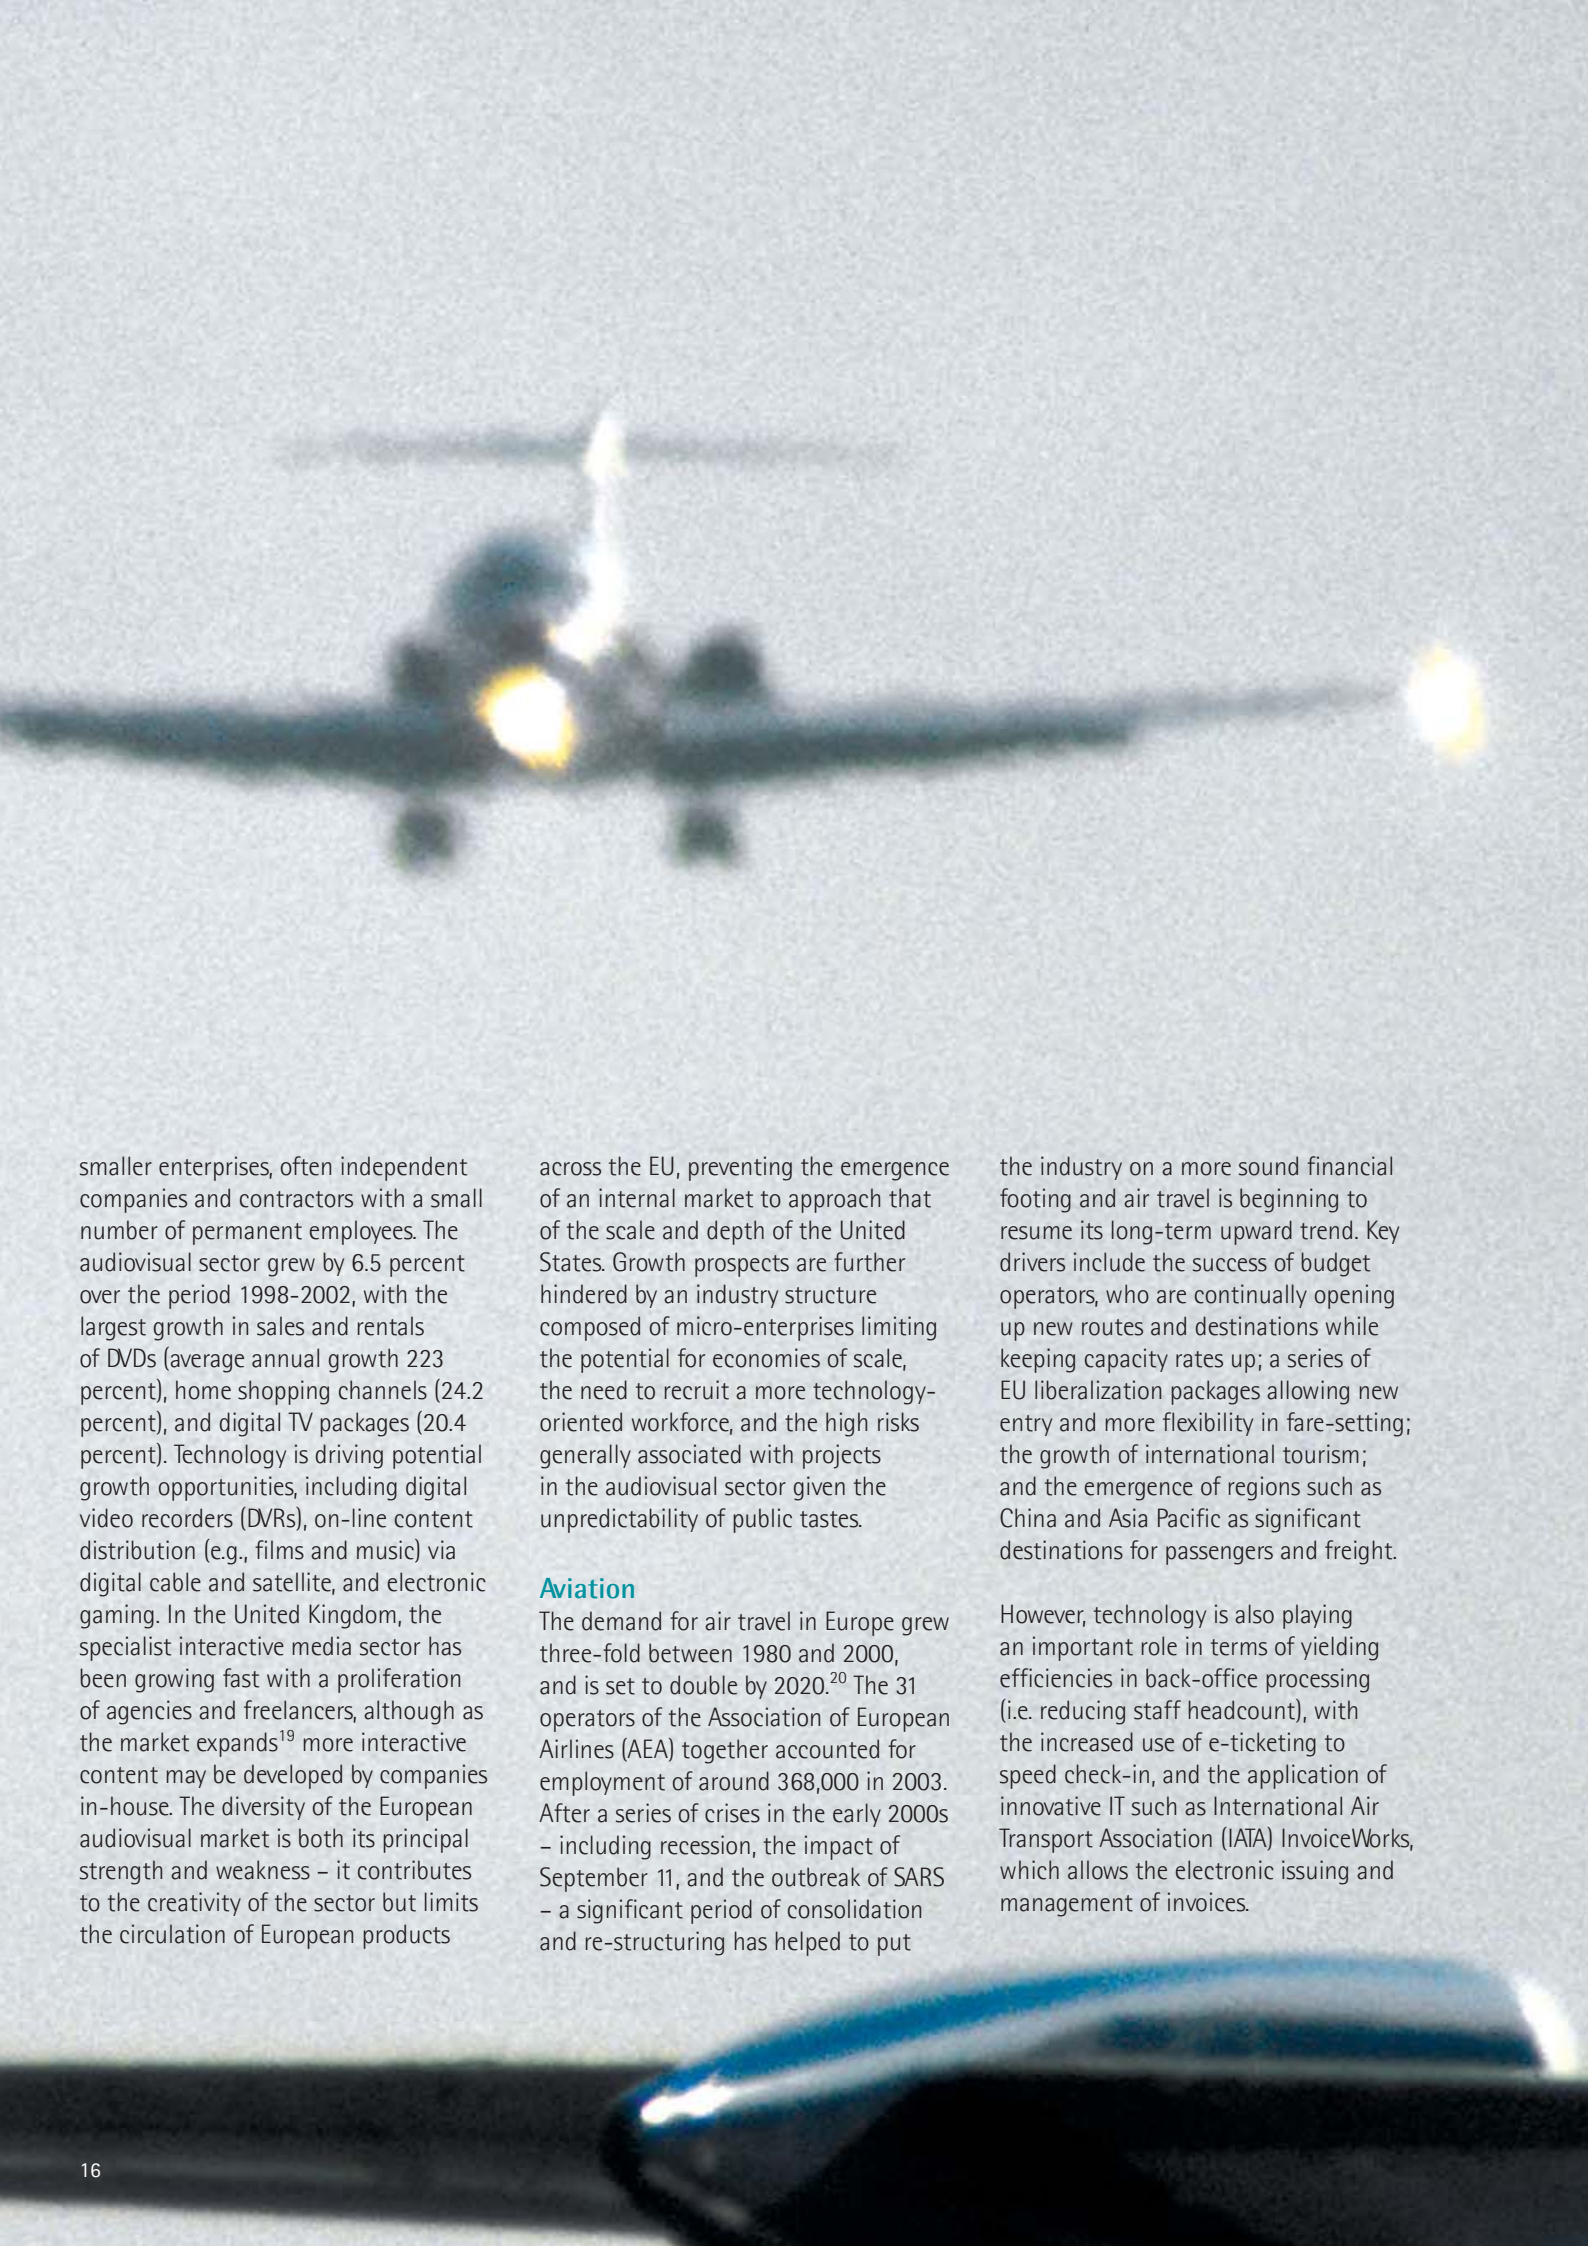 smaller enterprises, often independent
companies and contractors with a small
number of permanent employees. The
audiovisual sector grew by 6.5 percent
over the period 1998-2002, with the
largest growth in sales and rentals
of DVDs (average annual growth 223
percent), home shopping channels (24.2
percent), and digital TV packages (20.4
percent). Technology is driving potential
growth opportunities, including digital
video recorders (DVRs), on-line content
distribution (e.g., films and music) via
digital cable and satellite, and electronic
gaming. In the United Kingdom, the
specialist interactive media sector has
been growing fast with a proliferation
of agencies and freelancers, although as
the market expands19 more interactive
content may be developed by companies
in-house. The diversity of the European
audiovisual market is both its principal
strength and weakness – it contributes
to the creativity of the sector but limits
the circulation of European products
across the EU, preventing the emergence
of an internal market to approach that
of the scale and depth of the United
States. Growth prospects are further
hindered by an industry structure
composed of micro-enterprises limiting
the potential for economies of scale,
the need to recruit a more technology-
oriented workforce, and the high risks
generally associated with projects
in the audiovisual sector given the
unpredictability of public tastes.
Aviation
The demand for air travel in Europe grew
three-fold between 1980 and 2000,
and is set to double by 2020.20 The 31
operators of the Association of European
Airlines (AEA) together accounted for
employment of around 368,000 in 2003.
After a series of crises in the early 2000s
– including recession, the impact of
September 11, and the outbreak of SARS
– a significant period of consolidation
and re-structuring has helped to put
the industry on a more sound financial
footing and air travel is beginning to
resume its long-term upward trend. Key
drivers include the success of budget
operators, who are continually opening
up new routes and destinations while
keeping capacity rates up; a series of
EU liberalization packages allowing new
entry and more flexibility in fare-setting;
the growth of international tourism;
and the emergence of regions such as
China and Asia Pacific as significant
destinations for passengers and freight.
However, technology is also playing
an important role in terms of yielding
efficiencies in back-office processing
(i.e. reducing staff headcount), with
the increased use of e-ticketing to
speed check-in, and the application of
innovative IT such as International Air
Transport Association (IATA) InvoiceWorks,
which allows the electronic issuing and
management of invoices.
16